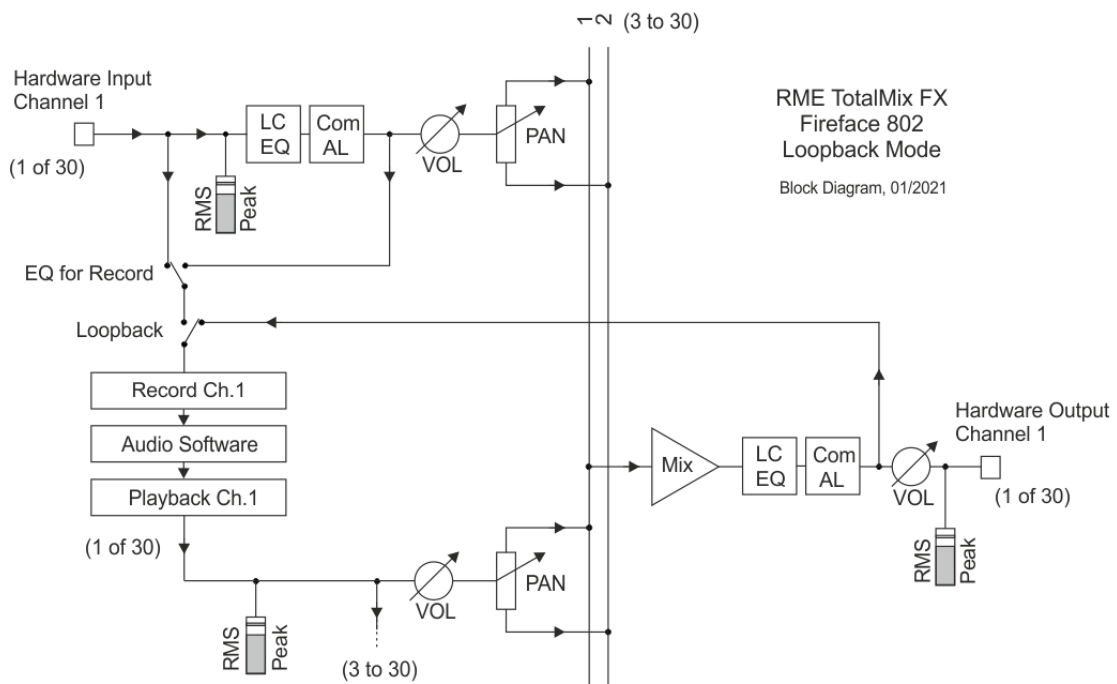 1
2
(3 to 30)
Hardware Input
Channel 1
(1 of 30)
LC
EQ
Com
AL
VOL
PAN
RMS
Peak
RME TotalMix FX
Fireface 802
Loopback Mode
Block Diagram, 01/2021
EQ for Record
Loopback
Record Ch.1
Audio Software
Playback Ch.1
(1 of 30)
Mix
LC
EQ
Com
AL
VOL
Hardware Output
Channel 1
(1 of 30)
RMS
Peak
VOL
PAN
RMS
Peak
(3 to 30)